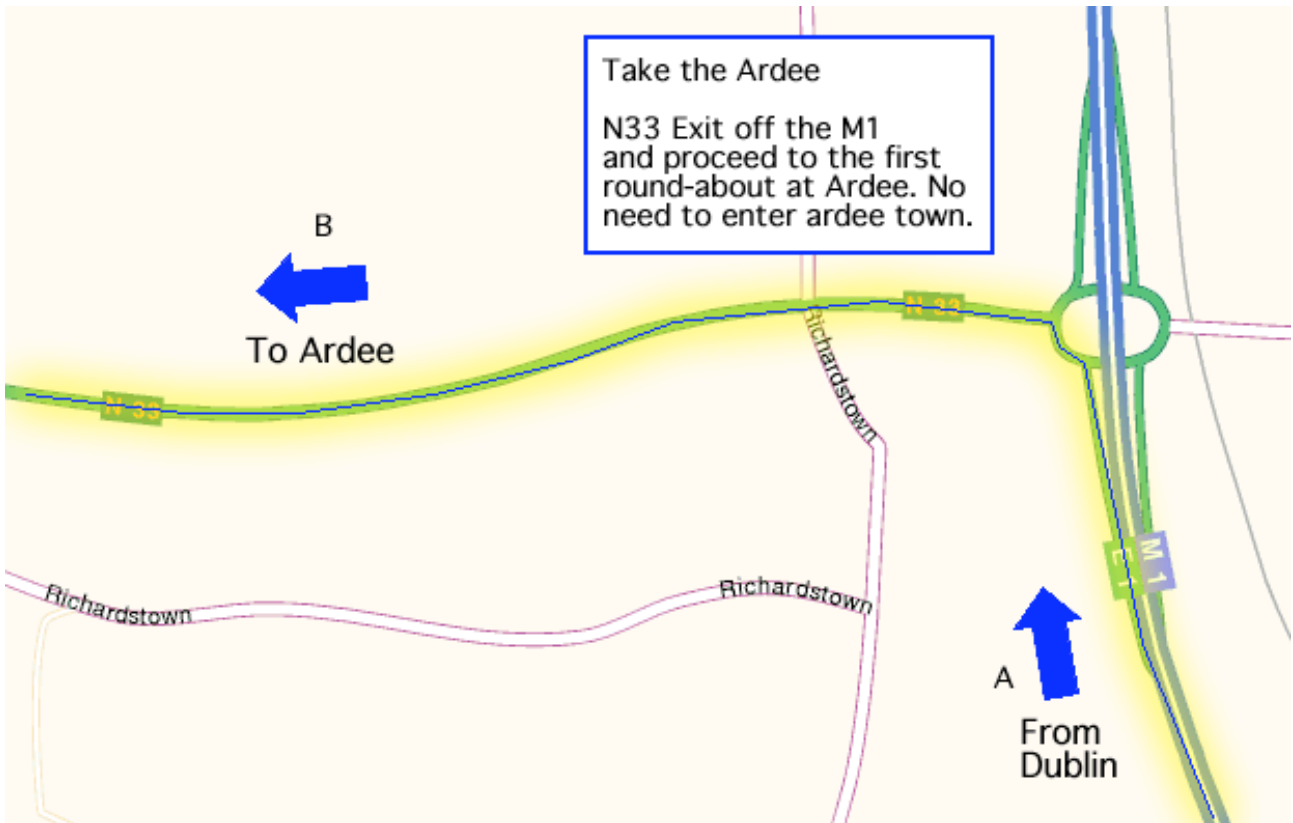 Take the Ardee
N33 Exit off the M1
and proceed to the first
round-about at Ardee. No
need to enter ardee town.
B
To Ardee
N 33
Richardstown
N 33
Richardstown
Richardstown
M 1
E 1
A
From
Dublin